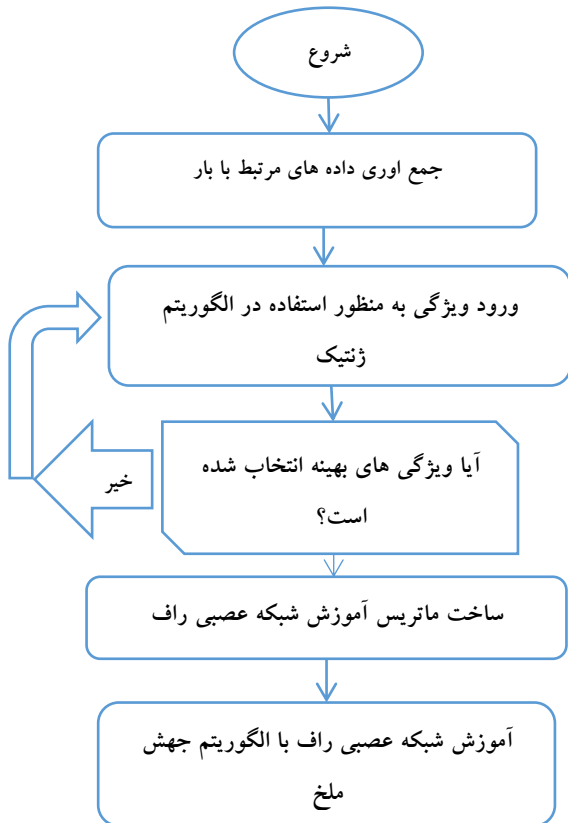 شروع
جمع اوری داده های مرتبط با بار
ورود ویژگی به منظور استفاده در الگوریتم
ژنتیک
آیا ویژگی های بهینه انتخاب شده
است؟
خیر
ساخت ماتریس آموزش شبکه عصبی راف
آموزش شبکه عصبی راف با الگوریتم جهش
ملخ